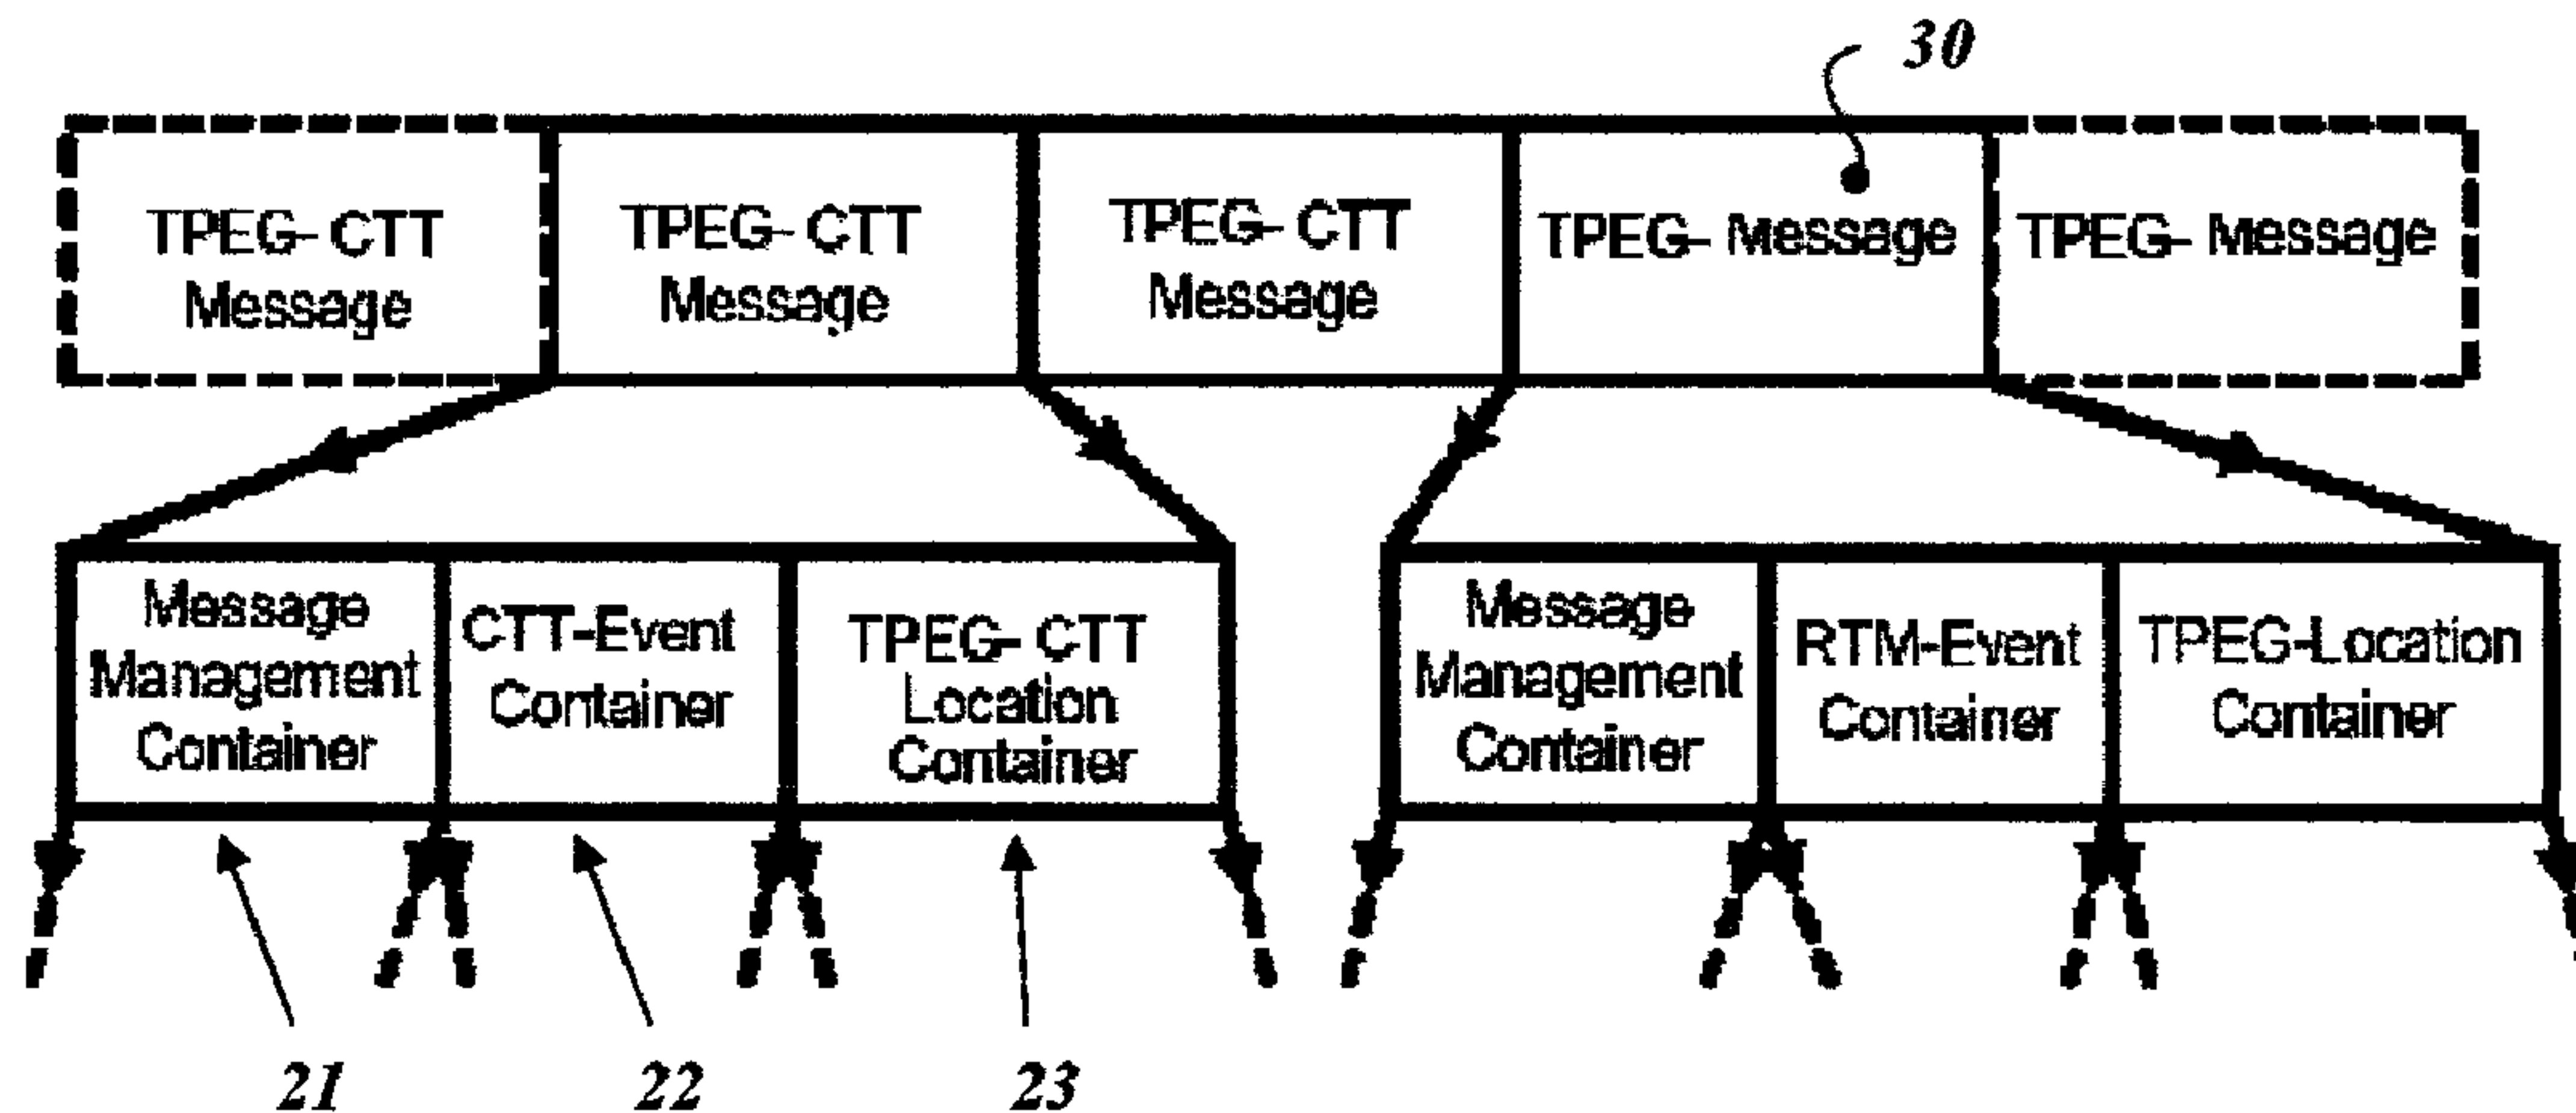 30
TPEG- CTT
Message
TPEG- CTT
Message
TPEG- CTT
Message
TPEG- Message
TPEG- Message
Message
Management
Container
CTT-Event
Container
TPEG- CTT
Location
Container
Message
Management
Container
RTM-Event
Container
TPEG-Location
Container
21
22
23